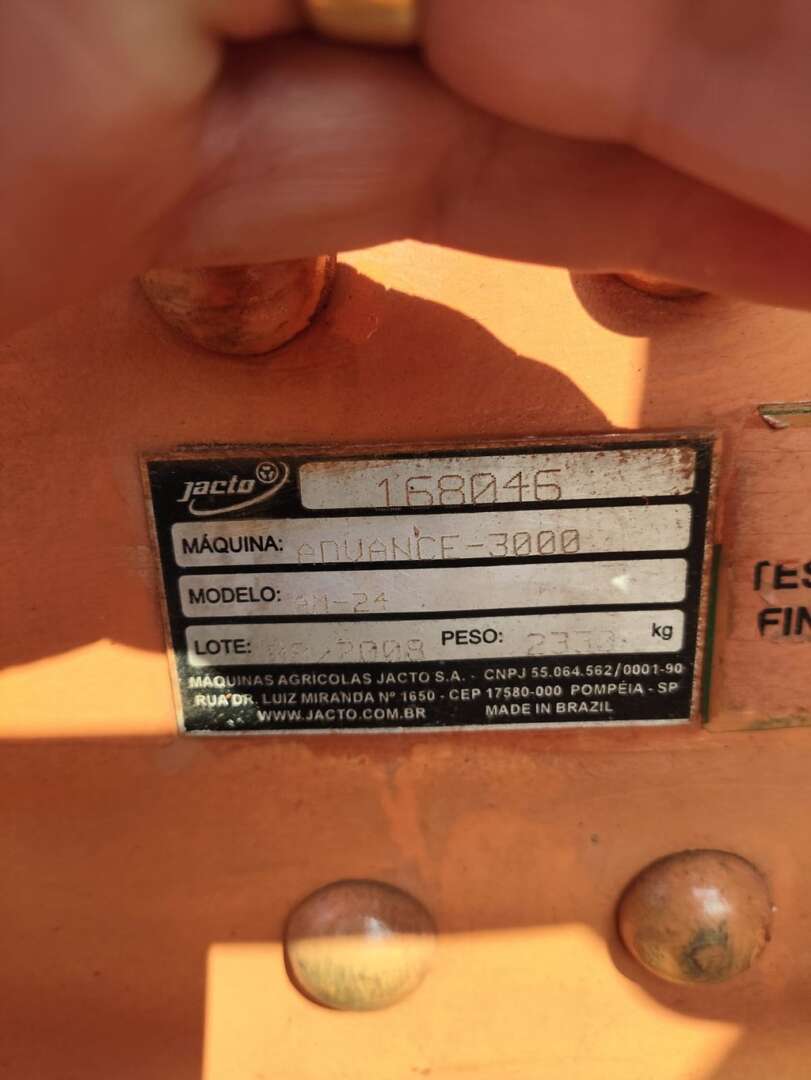 jacto 168046
MÁQUINA: ADVANCE-3000
MODELO: AM-24
LOTE: PESO: kg
MÁQUINAS AGRÍCOLAS JACTO S.A. - CNPJ 55.064.562/0001-90
RUA DR. LUIZ MIRANDA Nº 1650 - CEP 17580-000 POMPÉIA - SP
WWW.JACTO.COM.BR MADE IN BRAZIL
TES
FIN